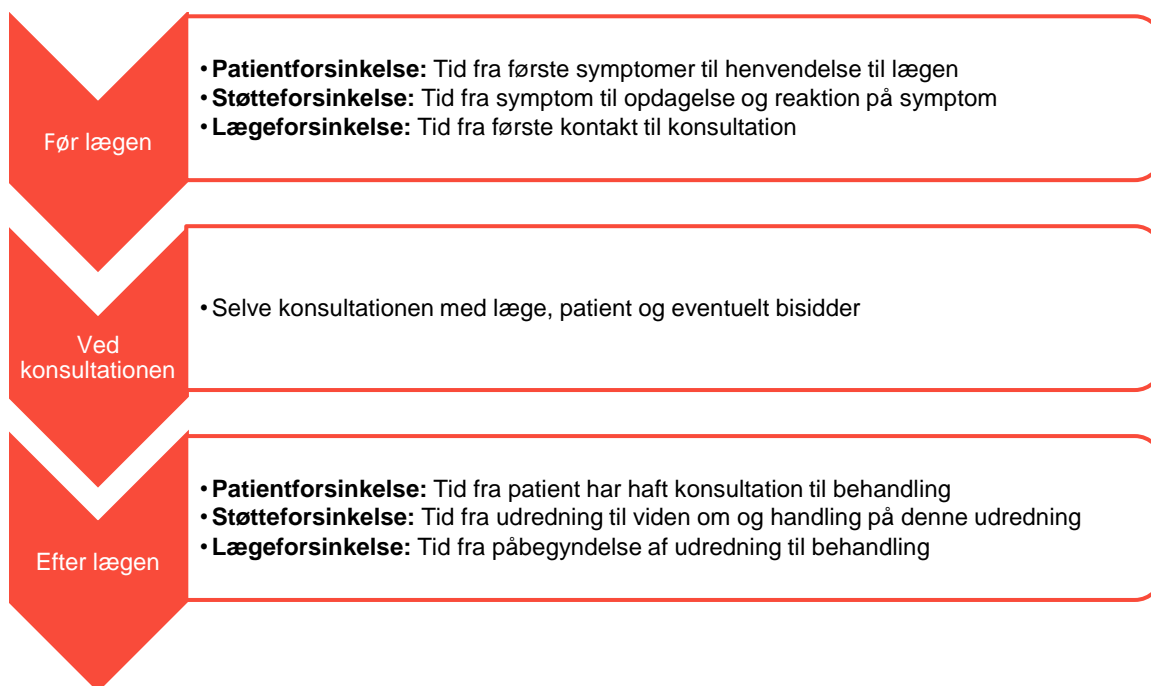 Før lægen
• Patientforsinkelse: Tid fra første symptomer til henvendelse til lægen
• Støtteforsinkelse: Tid fra symptom til opdagelse og reaktion på symptom
• Lægeforsinkelse: Tid fra første kontakt til konsultation
Ved
konsultationen
• Selve konsultationen med læge, patient og eventuelt bisidder
Efter lægen
• Patientforsinkelse: Tid fra patient har haft konsultation til behandling
• Støtteforsinkelse: Tid fra udredning til viden om og handling på denne udredning
• Lægeforsinkelse: Tid fra påbegyndelse af udredning til behandling